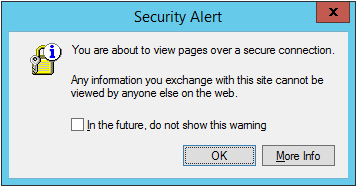 Security Alert
x
You are about to view pages over a secure connection.
Any information you exchange with this site cannot be
viewed by anyone else on the web.
In the future, do not show this warning
OK
More Info